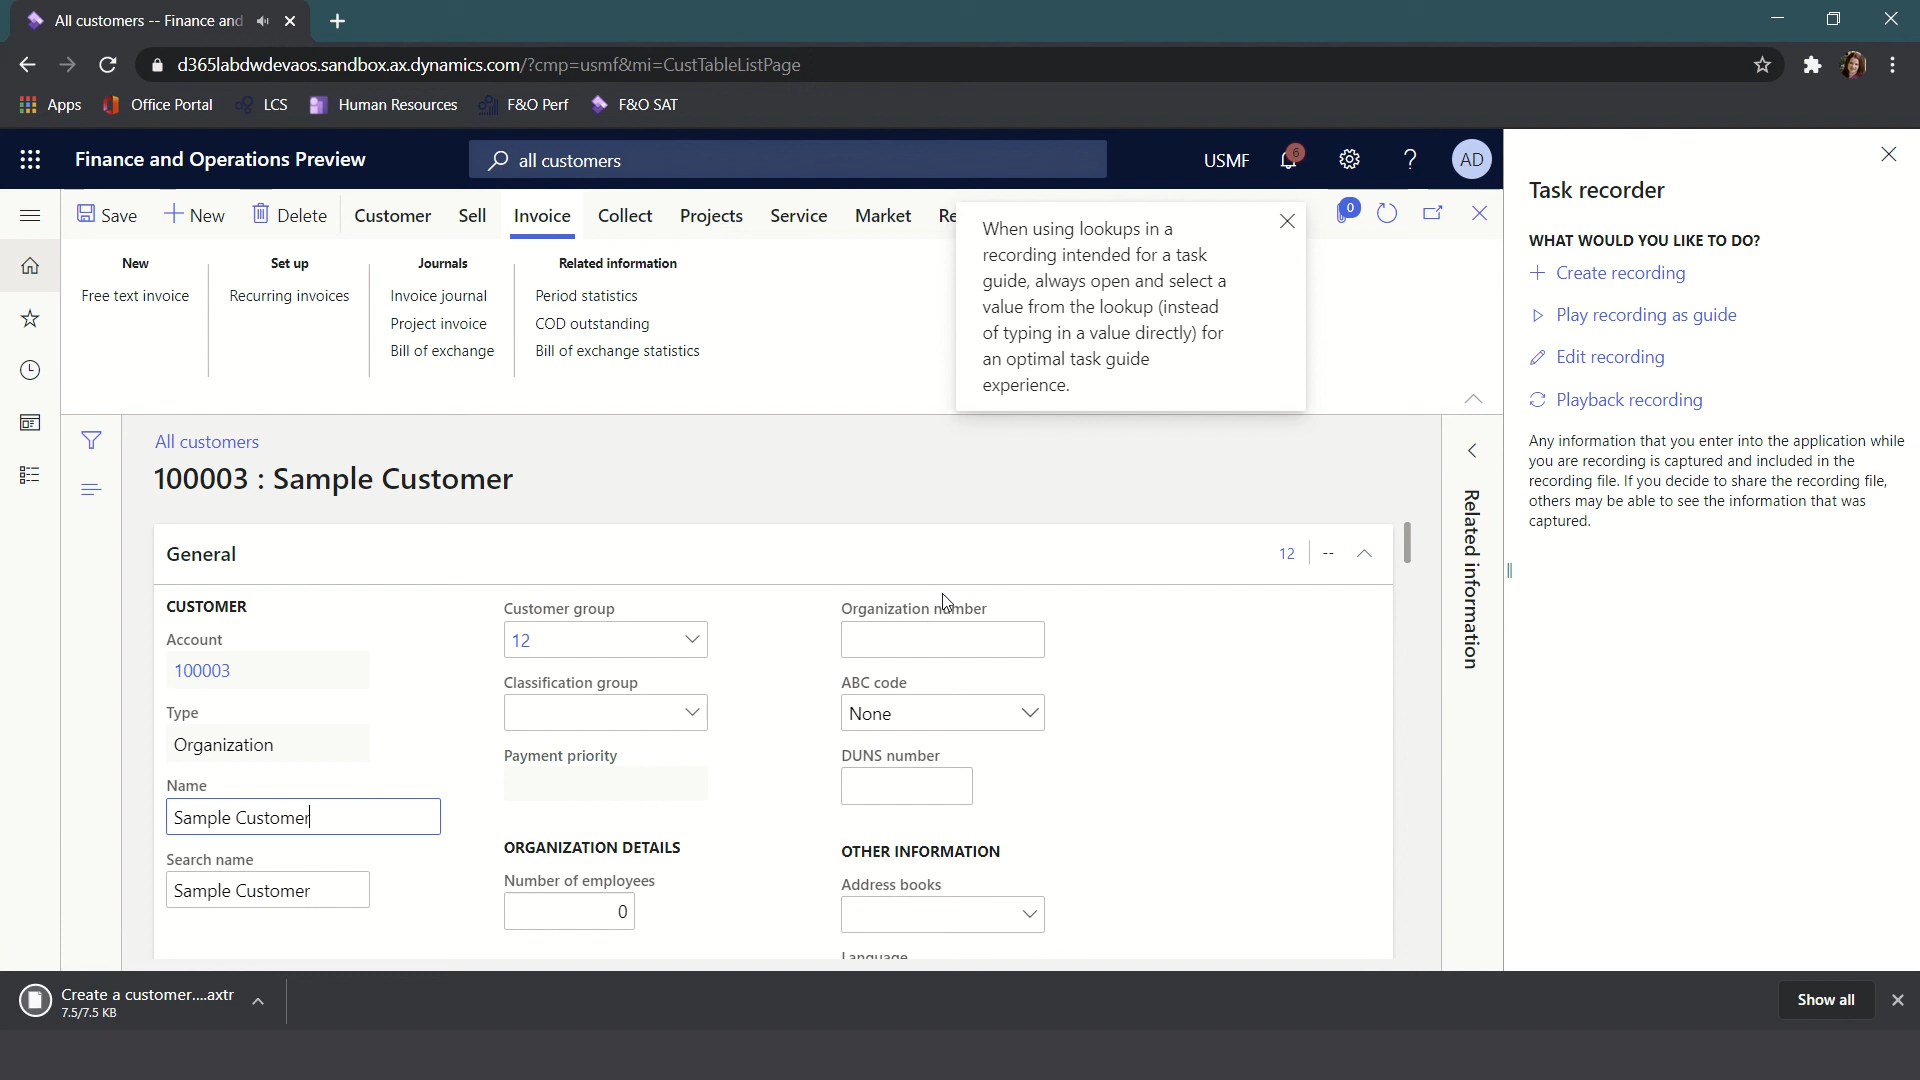 All customers -- Finance and
d365labdwdevaos.sandbox.ax.dynamics.com/?cmp=usmf&mi=CustTableListPage
Apps Office Portal LCS Human Resources F&O Perf F&O SAT
Finance and Operations Preview
all customers
USMF 6 AD
Save New Delete Customer Sell Invoice Collect Projects Service Market Re
0
New
Free text invoice
Set up
Recurring invoices
Journals
Invoice journal
Project invoice
Bill of exchange
Related information
Period statistics
COD outstanding
Bill of exchange statistics
When using lookups in a
recording intended for a task
guide, always open and select a
value from the lookup (instead
of typing in a value directly) for
an optimal task guide
experience.
All customers
100003 : Sample Customer
General
12 --
CUSTOMER
Account
100003
Type
Organization
Name
Sample Customer
Search name
Sample Customer
Customer group
12
Classification group
Payment priority
ORGANIZATION DETAILS
Number of employees
0
Organization number
ABC code
None
DUNS number
OTHER INFORMATION
Address books
Language
Related information
Task recorder
WHAT WOULD YOU LIKE TO DO?
Create recording
Play recording as guide
Edit recording
Playback recording
Any information that you enter into the application while
you are recording is captured and included in the
recording file. If you decide to share the recording file,
others may be able to see the information that was
captured.
Create a customer....axtr
7.5/7.5 KB
Show all